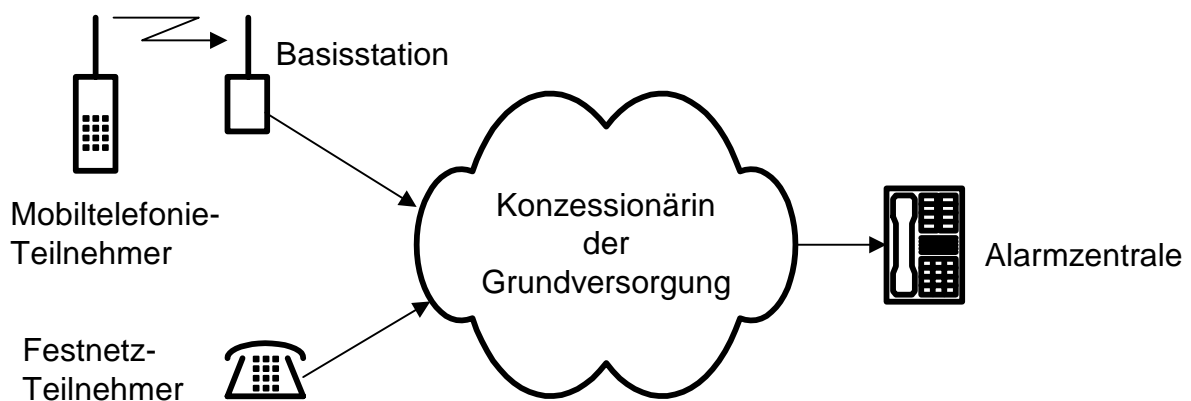 Basisstation
Mobiltelefonie-
Teilnehmer
Konzessionärin
der
Grundversorgung
Alarmzentrale
Festnetz-
Teilnehmer